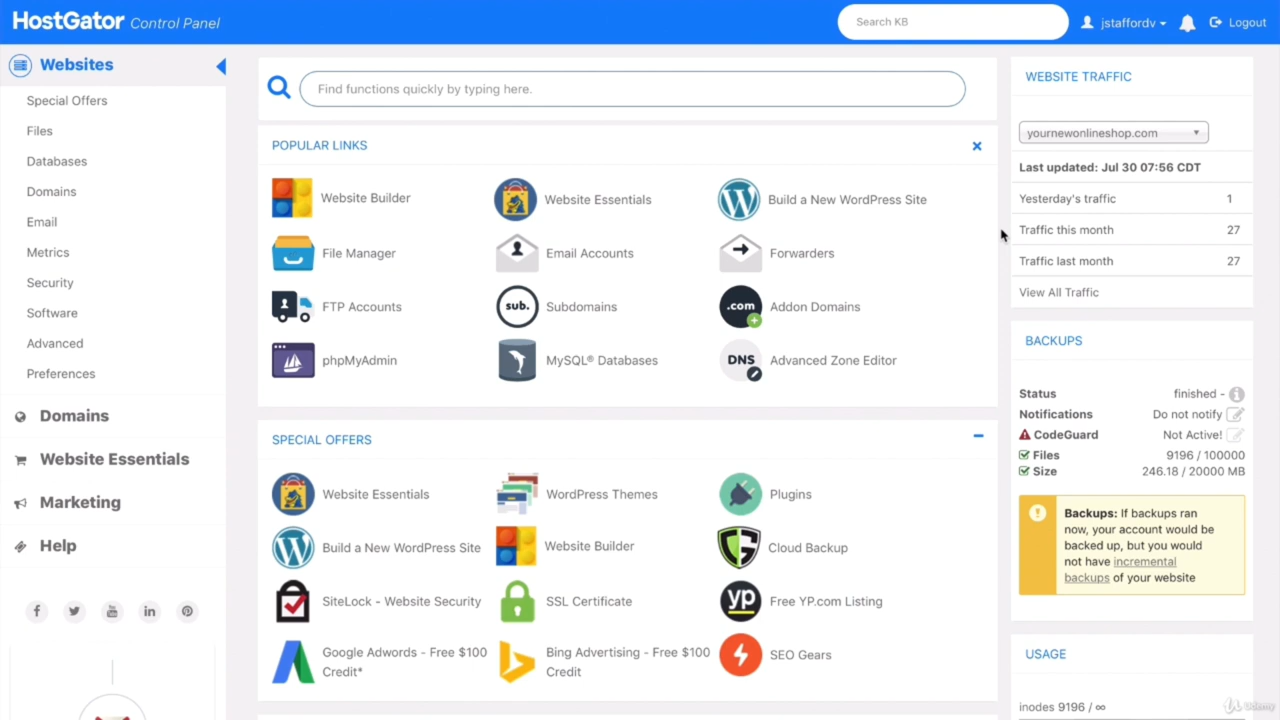 HostGator Control Panel
Search KB
jstaffordv
Logout
Websites
Special Offers
Files
Databases
Domains
Email
Metrics
Security
Software
Advanced
Preferences
Domains
Website Essentials
Marketing
Help
Find functions quickly by typing here.
POPULAR LINKS
Website Builder
Website Essentials
Build a New WordPress Site
File Manager
Email Accounts
Forwarders
FTP Accounts
sub.
Subdomains
.com
Addon Domains
phpMyAdmin
MySQL® Databases
DNS
Advanced Zone Editor
SPECIAL OFFERS
Website Essentials
WordPress Themes
Plugins
Build a New WordPress Site
Website Builder
Cloud Backup
SiteLock - Website Security
SSL Certificate
yp
Free YP.com Listing
Google Adwords - Free $100
Credit*
Bing Advertising - Free $100
Credit
SEO Gears
WEBSITE TRAFFIC
yournewonlineshop.com
Last updated: Jul 30 07:56 CDT
Yesterday's traffic 1
Traffic this month 27
Traffic last month 27
View All Traffic
BACKUPS
Status finished -
Notifications Do not notify
CodeGuard Not Active!
Files 9196 / 100000
Size 246.18 / 20000 MB
Backups: If backups ran
now, your account would be
backed up, but you would
not have incremental
backups of your website
USAGE
inodes 9196 / ∞
Udemy